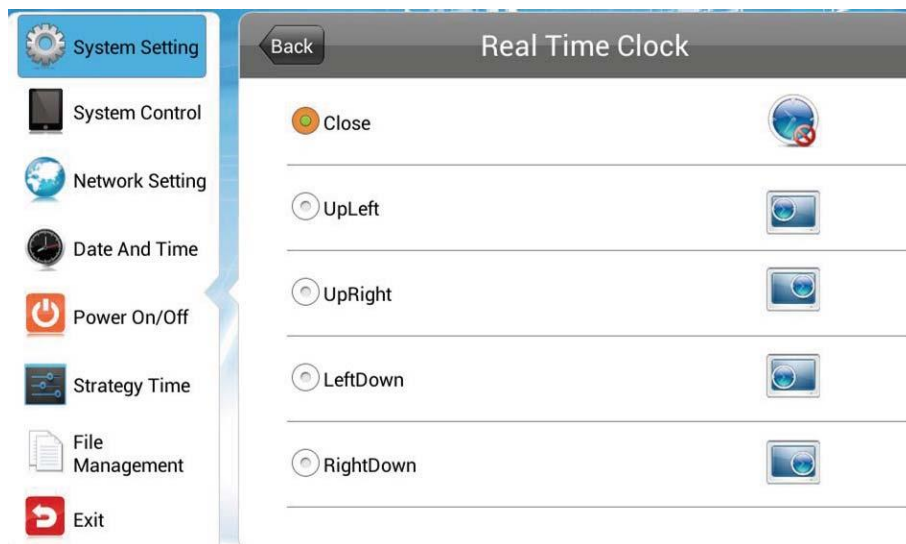 System Setting
System Control
Network Setting
Date And Time
Power On/Off
Strategy Time
File
Management
Exit
Back
Real Time Clock
Close
UpLeft
UpRight
LeftDown
RightDown